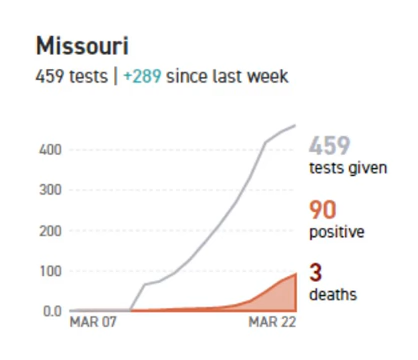 Missouri
459 tests | +289 since last week
400
300
200
100
0.0
MAR 07
MAR 22
459
tests given
90
positive
3
deaths